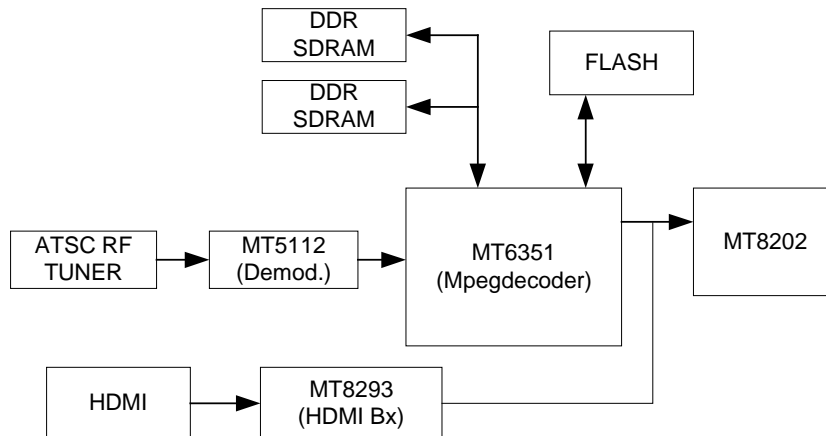 DDR
SDRAM
FLASH
DDR
SDRAM
ATSC RF
TUNER
MT5112
(Demod.)
MT6351
(Mpegdecoder)
MT8202
HDMI
MT8293
(HDMI Bx)